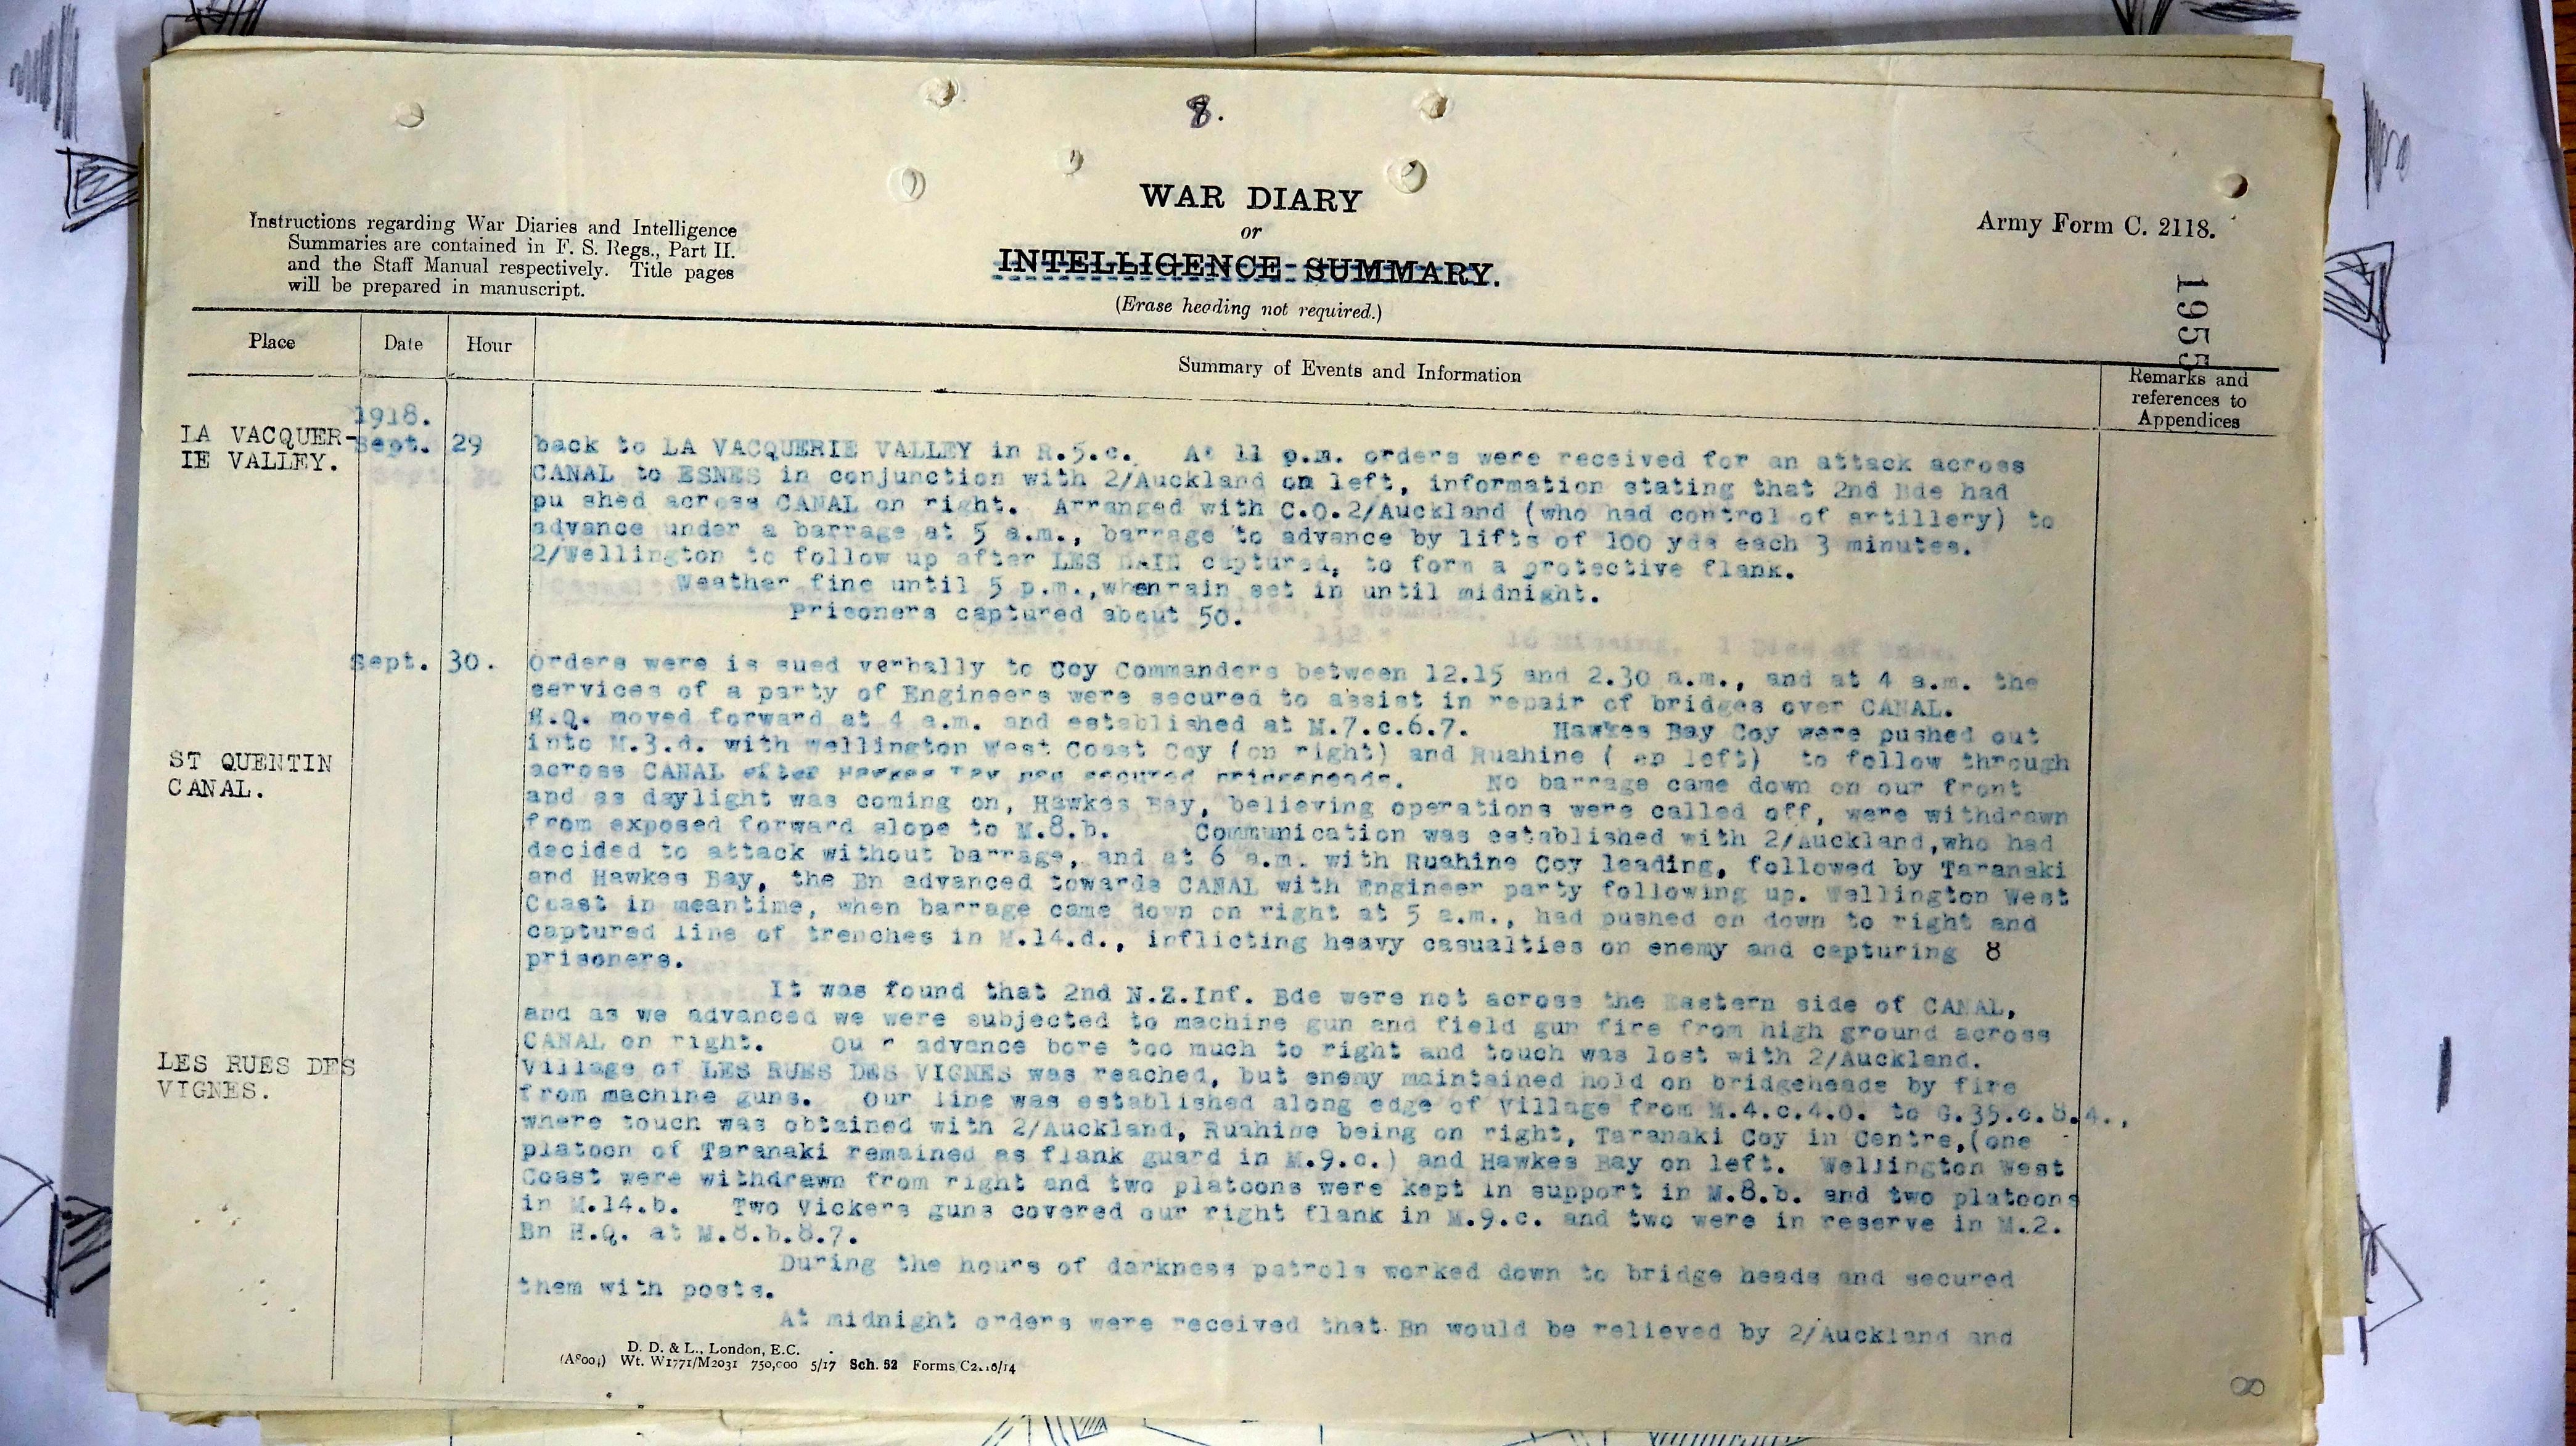 8.
WAR DIARY
or
INTELLIGENCE SUMMARY.
(Erase heading not required.)
Instructions regarding War Diaries and Intelligence
Summaries are contained in F. S. Regs., Part II.
and the Staff Manual respectively. Title pages
will be prepared in manuscript.
Army Form C. 2118.
1955
Place
Date
Hour
Summary of Events and Information
Remarks and
references to
Appendices
1918.
LA VACQUER-
IE VALLEY.
Sept. 29
back to LA VACQUERIE VALLEY in R.5.c. At 11 p.m. orders were received for an attack across
CANAL to ESNES in conjunction with 2/Auckland on left, information stating that 2nd Bde had
pu shed across CANAL on right. Arranged with C.O.2/Auckland (who had control of artillery) to
advance under a barrage at 5 a.m., barrage to advance by lifts of 100 yds each 3 minutes.
2/Wellington to follow up after LES captured, to form a protective flank.
Weather fine until 5 p.m.,whenrain set in until midnight.
Prisoners captured about 50.
Sept. 30.
Orders were is sued verbally to Coy Commanders between 12.15 and 2.30 a.m., and at 4 a.m. the
services of a party of Engineers were secured to assist in repair of bridges over CANAL.
H.Q. moved forward at 4 a.m. and established at M.7.c.6.7. Hawkes Bay Coy were pushed out
into M.3.d. with Wellington West Coast Coy (on right) and Ruahine ( on left) to follow through
ST QUENTIN
CANAL.
across CANAL after Hawkes Bay had secured bridgeheads. No barrage came down on our front
and as daylight was coming on, Hawkes Bay, believing operations were called off, were withdrawn
from exposed forward slope to M.8.b. Communication was established with 2/Auckland,who had
decided to attack without barrage, and at 6 a.m. with Ruahine Coy leading, followed by Taranaki
and Hawkes Bay, the Bn advanced towards CANAL with Engineer party following up. Wellington West
Coast in meantime, when barrage came down on right at 5 a.m., had pushed on down to right and
captured line of trenches in M.14.d., inflicting heavy casualties on enemy and capturing 8
prisoners.
It was found that 2nd N.Z.Inf. Bde were not across the Eastern side of CANAL,
and as we advanced we were subjected to machine gun and field gun fire from high ground across
CANAL on right. Ou r advance bore too much to right and touch was lost with 2/Auckland.
LES RUES DES
VIGNES.
Village of LES RUES DES VIGNES was reached, but enemy maintained hold on bridgeheads by fire
from machine guns. Our line was established along edge of Village from M.4.c.4.0. to G.35.c.8.4.,
where touch was obtained with 2/Auckland, Ruahine being on right, Taranaki Coy in Centre,(one
platoon of Taranaki remained as flank guard in M.9.c.) and Hawkes Bay on left. Wellington West
Coast were withdrawn from right and two platoons were kept in support in M.8.b. and two platoons
in M.14.b. Two Vickers guns covered our right flank in M.9.c. and two were in reserve in M.2.
Bn H.Q. at M.8.b.8.7.
During the hours of darkness patrols worked down to bridge heads and secured
them with posts.
At midnight orders were received that Bn would be relieved by 2/Auckland and
D. D. & L., London, E.C.
Wt. W1771/M2031 750,000 5/17 Sch. 52 Forms
8